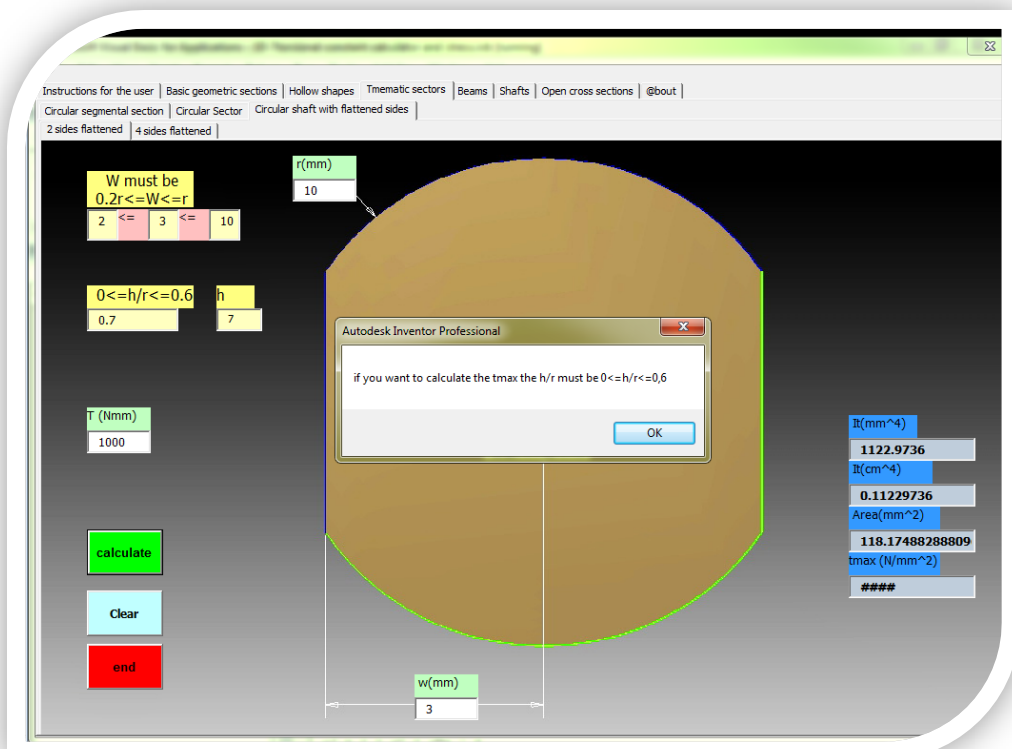 Instructions for the user Basic geometric sections Hollow shapes Tmematic sectors Beams Shafts Open cross sections @bout
Circular segmental section Circular Sector Circular shaft with flattened sides
2 sides flattened 4 sides flattened
r(mm)
10
W must be
0.2r<=W<=r
2 <= 3 <= 10
0<=h/r<=0.6 h
0.7 7
Autodesk Inventor Professional
if you want to calculate the tmax the h/r must be 0<=h/r<=0,6
OK
T (Nmm)
1000
It(mm^4)
1122.9736
It(cm^4)
0.11229736
Area(mm^2)
118.17488288809
tmax (N/mm^2)
####
calculate
Clear
end
w(mm)
3